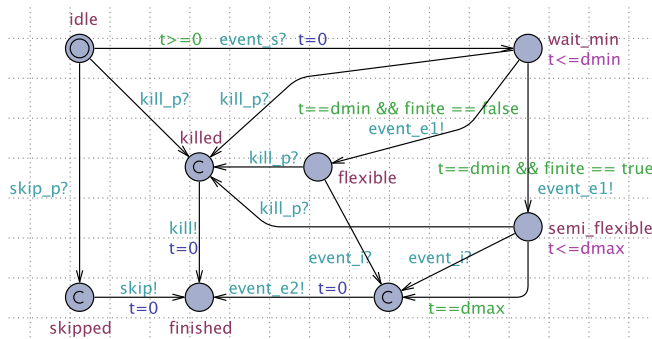 idle
t>=0 event_s? t=0
wait_min
t<=dmin
kill_p? kill_p?
t==dmin && finite == false
event_e1!
killed
C
kill_p?
flexible
t==dmin && finite == true
event_e1!
skip_p?
kill_p?
kill!
t=0
semi_flexible
t<=dmax
event_i? event_i?
C
skip!
t=0
event_e2! t=0
C
t==dmax
skipped
finished